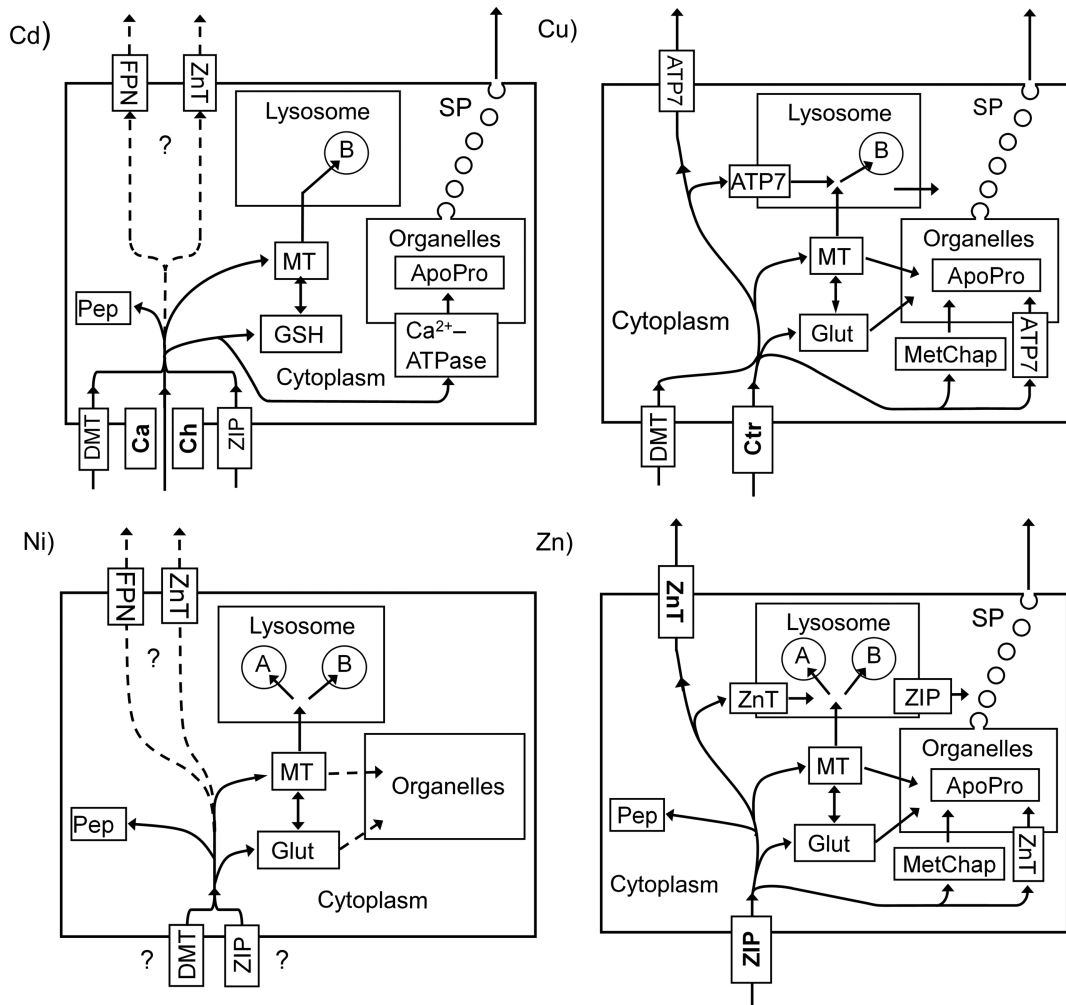 Cd)
FPN
ZnT
?
Lysosome
B
SP
Organelles
ApoPro
MT
Pep
GSH
Ca²⁺–
ATPase
Cytoplasm
DMT
Ca
Ch
ZIP
Cu)
ATP7
Lysosome
B
SP
ATP7
Organelles
ApoPro
MT
Cytoplasm
Glut
MetChap
ATP7
DMT
Ctr
Ni)
FPN
ZnT
?
Lysosome
A
B
MT
Organelles
Pep
Glut
Cytoplasm
?
DMT
ZIP
?
Zn)
ZnT
Lysosome
A
B
SP
ZnT
ZIP
Organelles
ApoPro
MT
Pep
Glut
MetChap
ZnT
Cytoplasm
ZIP